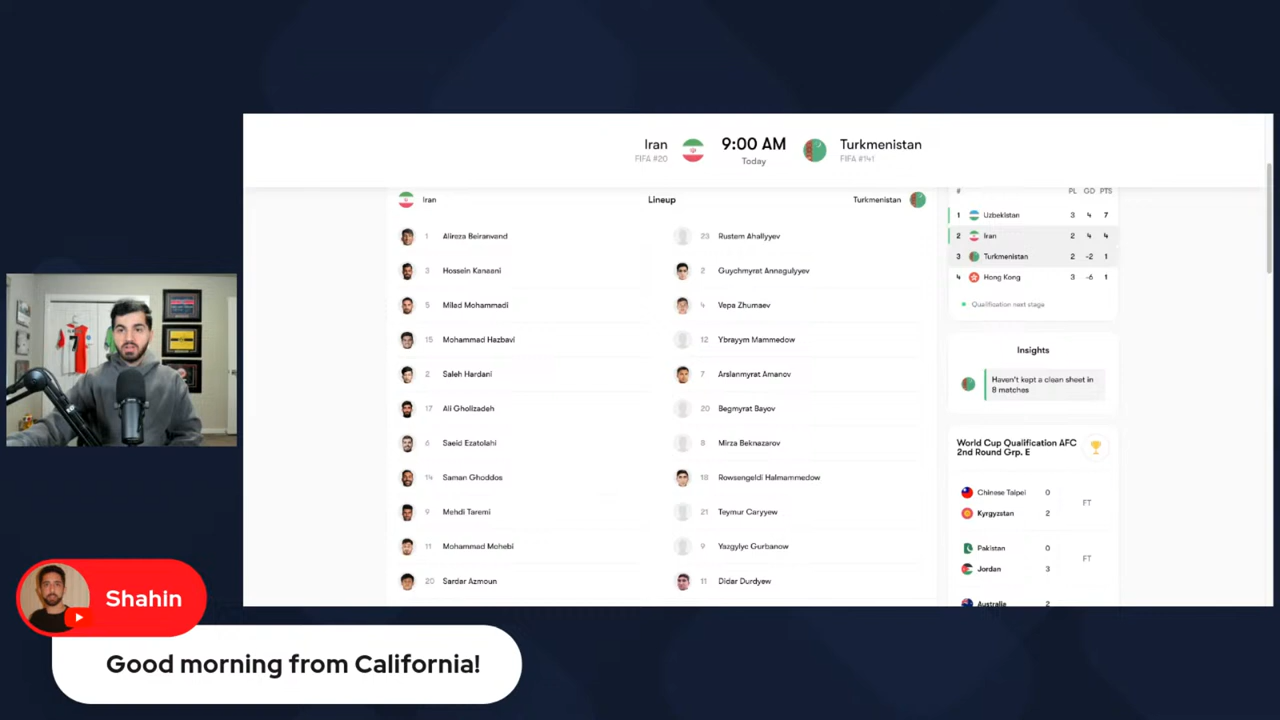 Iran
FIFA #20
9:00 AM
Today
Turkmenistan
FIFA #141
Iran
Lineup
Turkmenistan
1 Alireza Beiranvand
23 Rustam Ahallyyev
3 Hossein Kanaani
2 Guychmyrat Annagulyyev
5 Milad Mohammadi
4 Vepa Zhumaev
15 Mohammad Hazbavi
12 Ybrayym Mammedow
2 Saleh Hardani
7 Arslanmyrat Amanov
17 Ali Gholizadeh
20 Begmyrat Bayov
6 Saeid Ezatolahi
8 Mirza Beknazarov
14 Saman Ghoddos
18 Rowsengeldi Halmammedow
9 Mehdi Taremi
21 Teymur Caryyew
11 Mohammad Mohebi
9 Yazgylyc Gurbanow
20 Sardar Azmoun
11 Didar Durdyew
# PL GD PTS
1 Uzbekistan 3 4 7
2 Iran 2 4 4
3 Turkmenistan 2 -2 1
4 Hong Kong 3 -6 1
Qualification next stage
Insights
Haven't kept a clean sheet in
8 matches
World Cup Qualification AFC
2nd Round Grp. E
Chinese Taipei 0
FT
Kyrgyzstan 2
Pakistan 0
FT
Jordan 3
Australia 2
7
Shahin
Good morning from California!